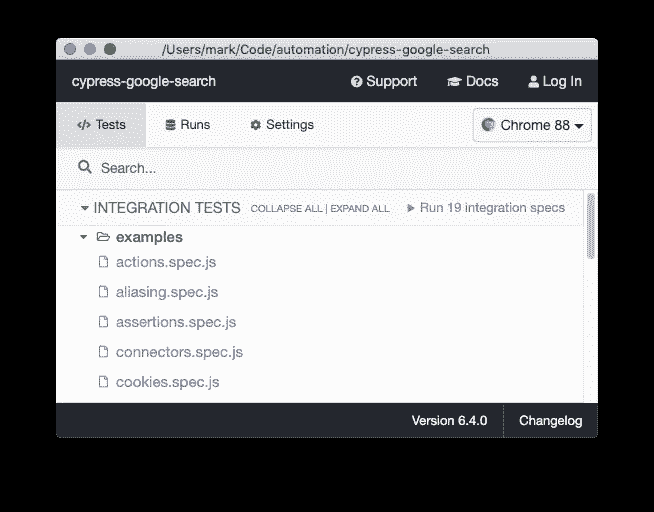 /Users/mark/Code/automation/cypress-google-search
cypress-google-search Support Docs Log In
Tests Runs Settings Chrome 88
Search...
INTEGRATION TESTS COLLAPSE ALL | EXPAND ALL Run 19 integration specs
examples
actions.spec.js
aliasing.spec.js
assertions.spec.js
connectors.spec.js
cookies.spec.js
Version 6.4.0 Changelog